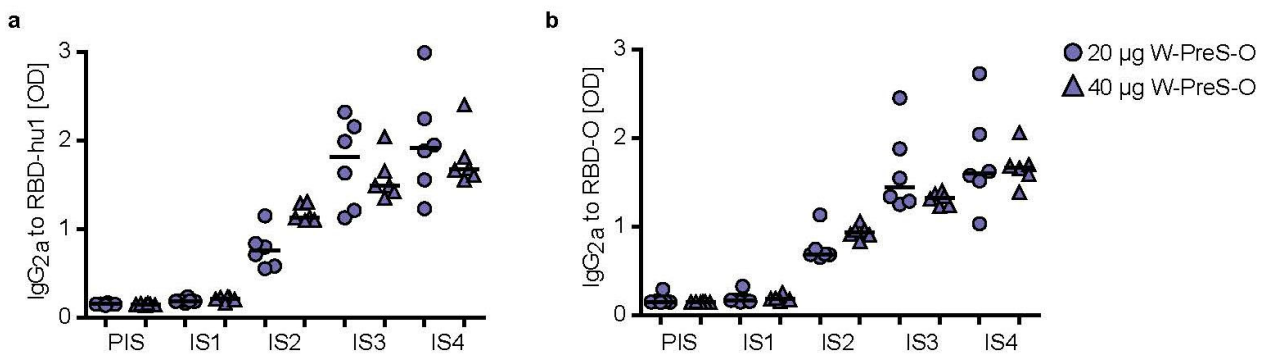 a
IgG2a to RBD-hu1 [OD]
3
2
1
0
PIS IS1 IS2 IS3 IS4
b
IgG2a to RBD-O [OD]
3
2
1
0
PIS IS1 IS2 IS3 IS4
20 µg W-PreS-O
40 µg W-PreS-O